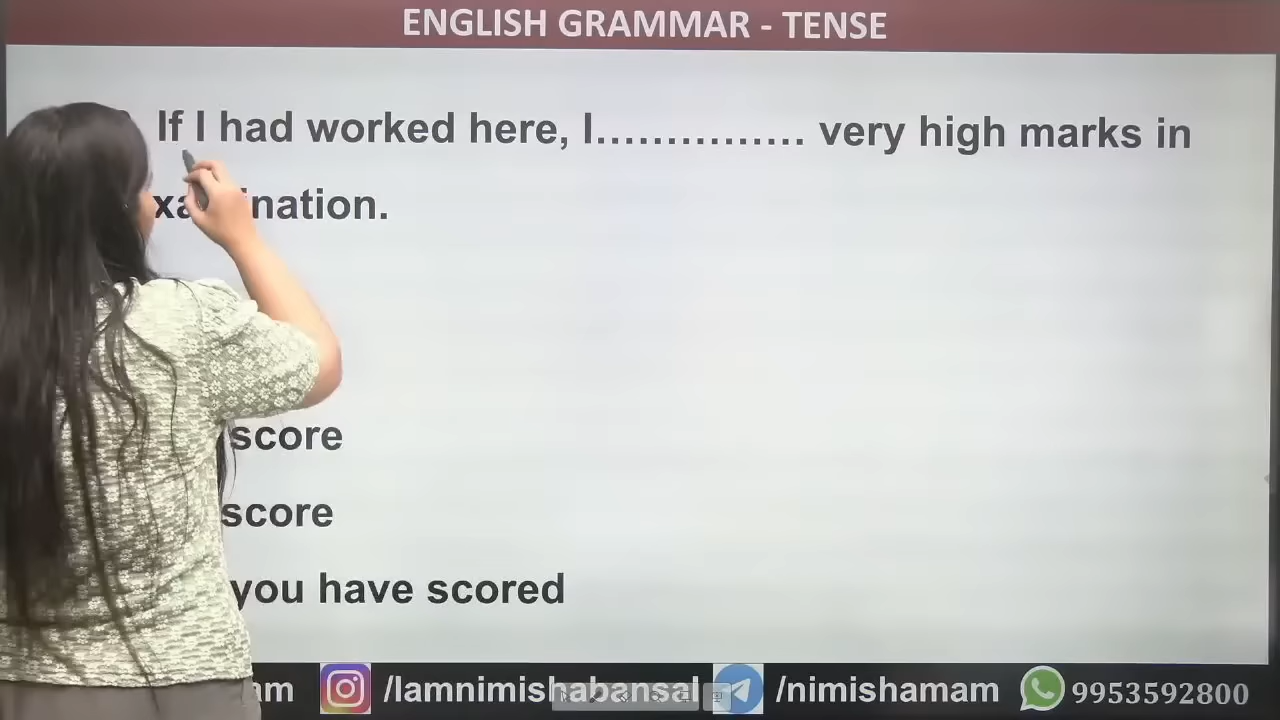 ENGLISH GRAMMAR - TENSE
If I had worked here, I............... very high marks in
nation.
score
score
you have scored
/Iamnimishabansal /nimishamam 9953592800